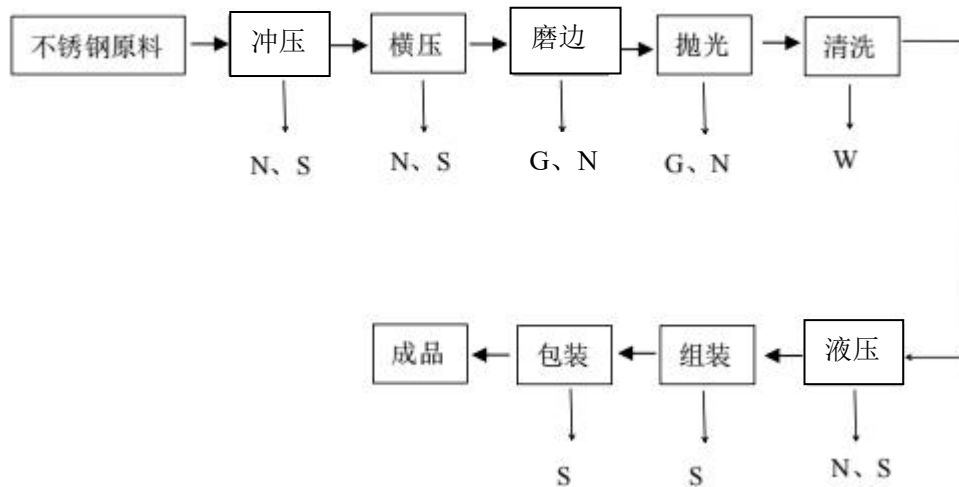 不锈钢原料 冲压 横压 磨边 抛光 清洗
N、S N、S G、N G、N W
成品 包装 组装 液压
S S N、S